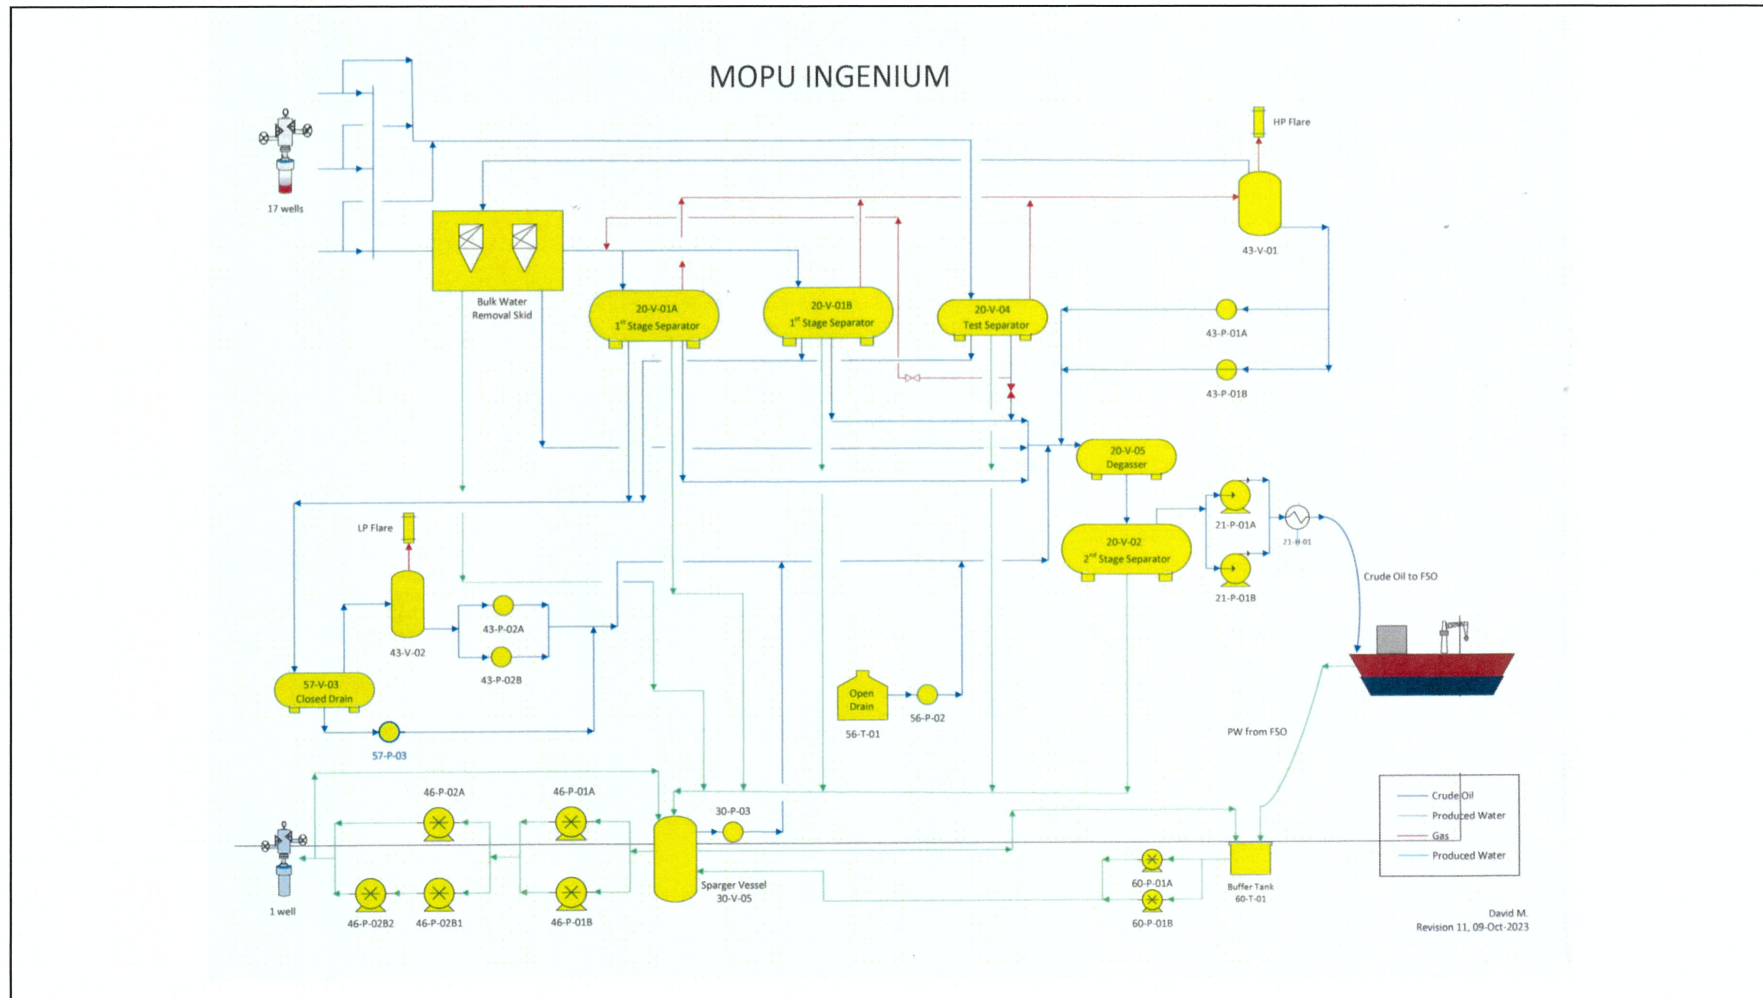 MOPU INGENIUM
HP Flare
17 wells
43-V-01
Bulk Water
Removal Skid
20-V-01A
1st Stage Separator
20-V-01B
1st Stage Separator
20-V-04
Test Separator
43-P-01A
43-P-01B
20-V-05
Degasser
LP Flare
21-P-01A
20-V-02
2nd Stage Separator
Crude Oil to FSO
21-P-01B
43-P-02A
43-V-02
43-P-02B
57-V-03
Closed Drain
Open
Drain
56-P-02
56-T-01
PW from FSO
57-P-03
46-P-02A
46-P-01A
30-P-03
Crude Oil
Produced Water
Gas
Produced Water
60-P-01A
Sparger Vessel
30-V-05
Buffer Tank
60-T-01
1 well
46-P-02B2
46-P-02B1
46-P-01B
60-P-01B
David M.
Revision 11, 09-Oct-2023